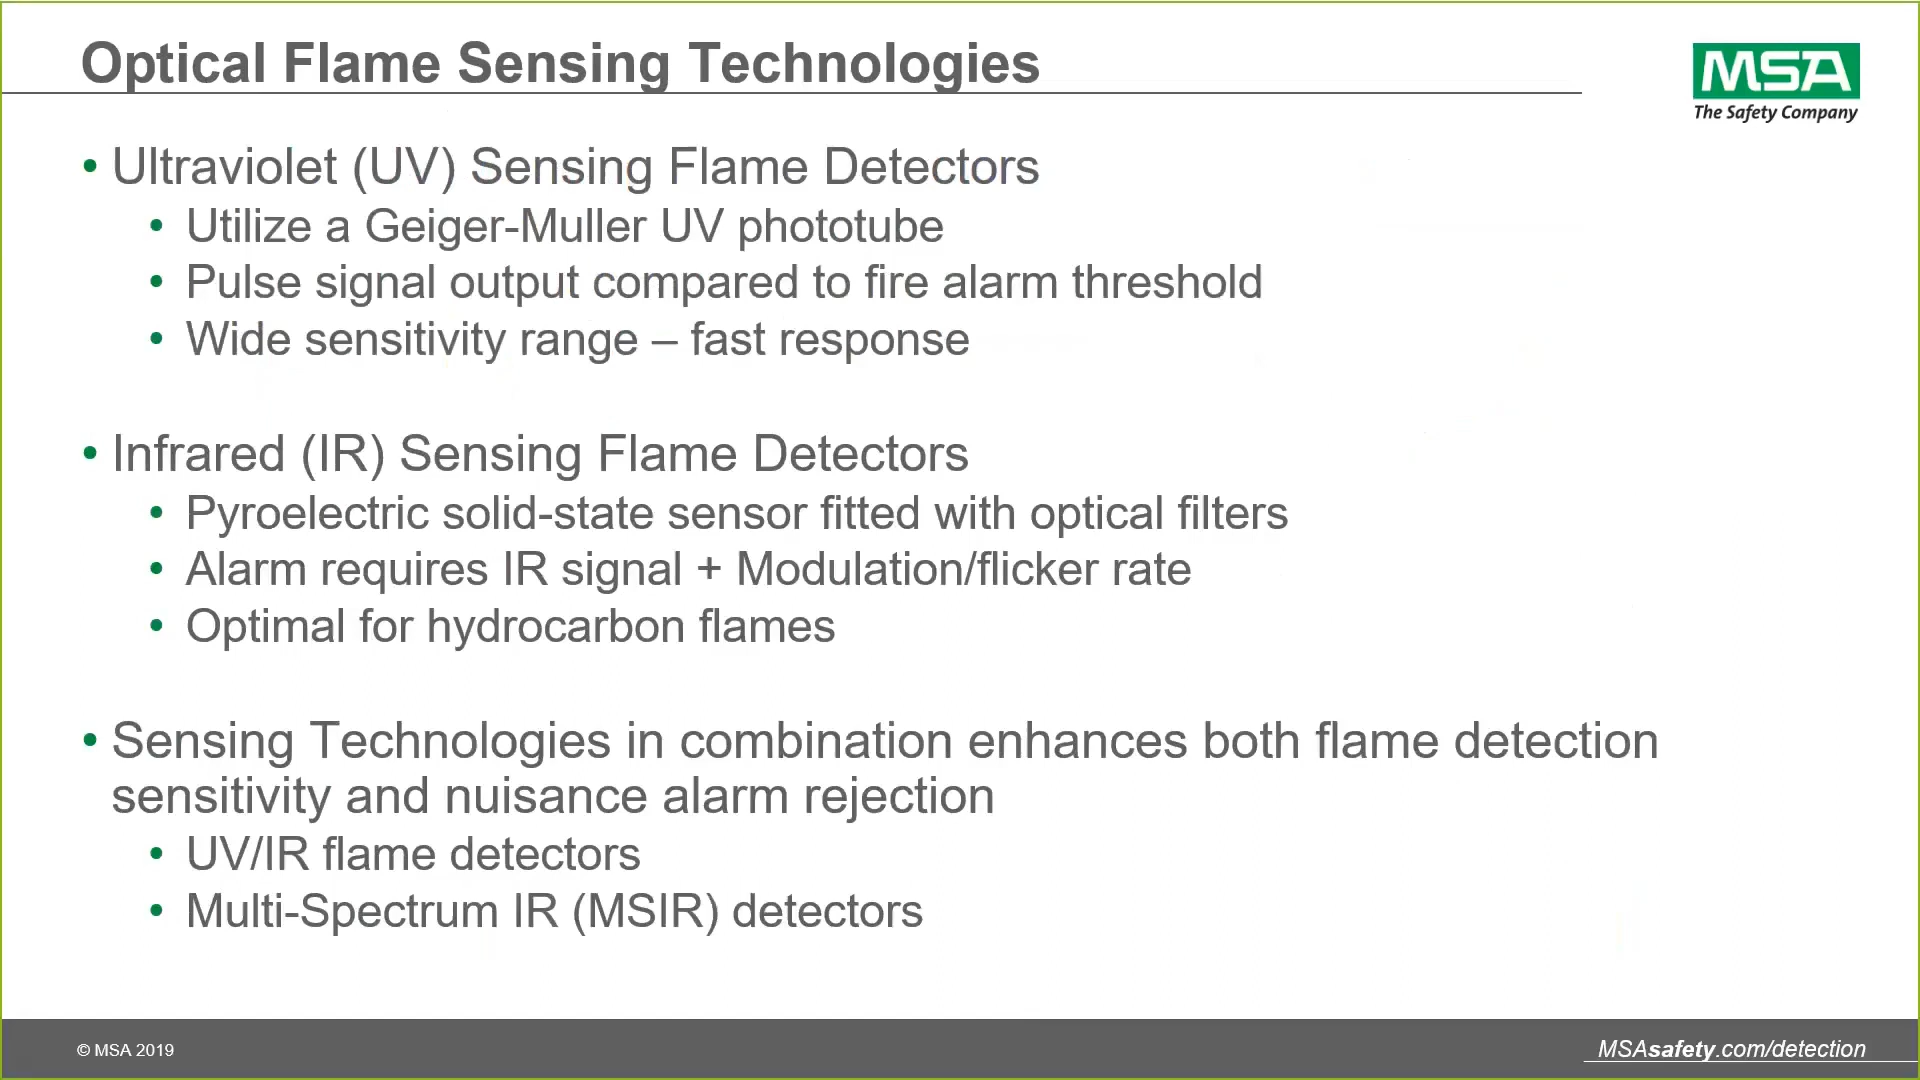 Optical Flame Sensing Technologies
MSA
The Safety Company
• Ultraviolet (UV) Sensing Flame Detectors
• Utilize a Geiger-Muller UV phototube
• Pulse signal output compared to fire alarm threshold
• Wide sensitivity range – fast response
• Infrared (IR) Sensing Flame Detectors
• Pyroelectric solid-state sensor fitted with optical filters
• Alarm requires IR signal + Modulation/flicker rate
• Optimal for hydrocarbon flames
• Sensing Technologies in combination enhances both flame detection
sensitivity and nuisance alarm rejection
• UV/IR flame detectors
• Multi-Spectrum IR (MSIR) detectors
© MSA 2019
MSAsafety.com/detection